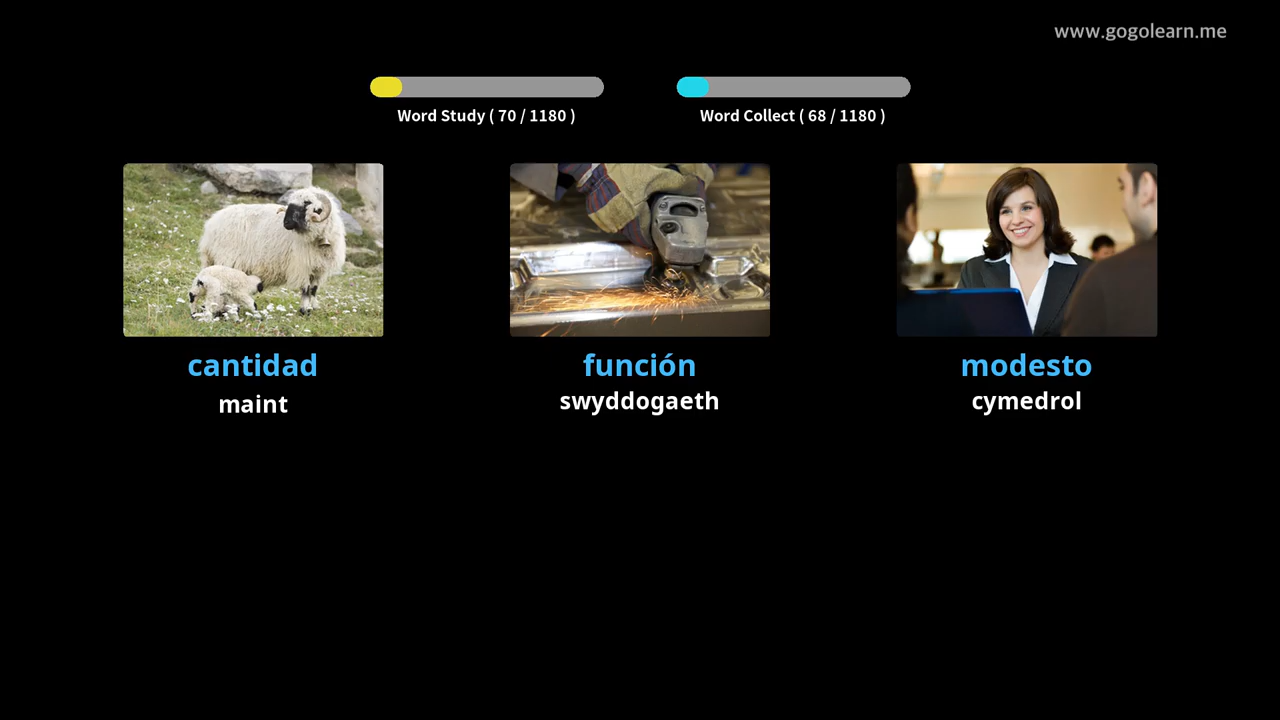 www.gogolearn.me
Word Study ( 70 / 1180 )
Word Collect ( 68 / 1180 )
cantidad
maint
función
swyddogaeth
modesto
cymedrol